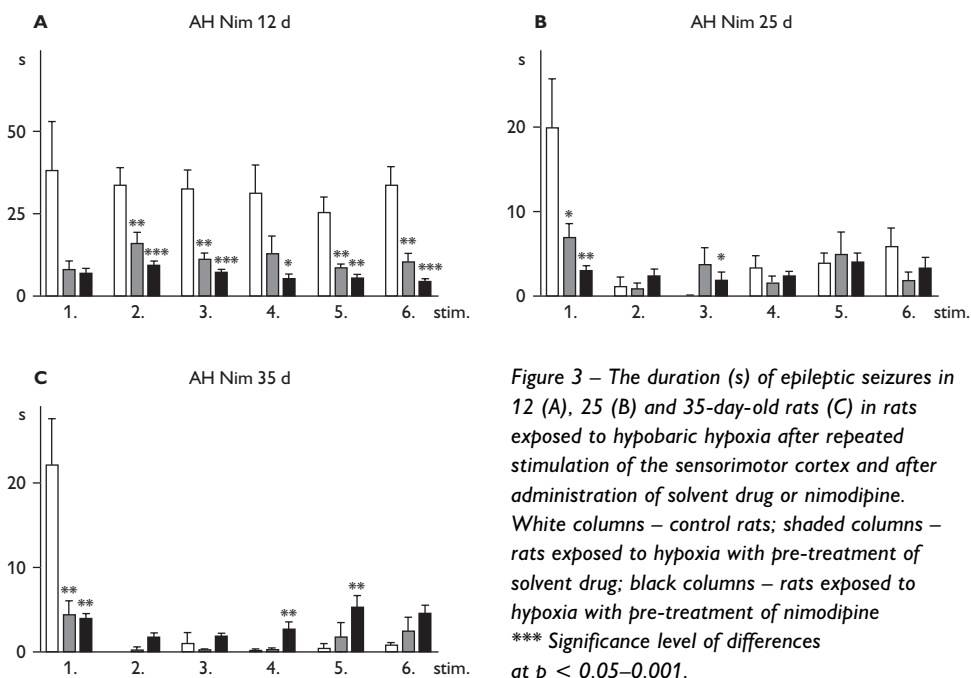 A AH Nim 12 d
s
50
25
0
** *** ** *** * ** ** ** ***
1. 2. 3. 4. 5. 6. stim.
B AH Nim 25 d
s
20
10
0
* ** *
1. 2. 3. 4. 5. 6. stim.
C AH Nim 35 d
s
20
10
0
** ** ** **
1. 2. 3. 4. 5. 6. stim.
Figure 3 – The duration (s) of epileptic seizures in
12 (A), 25 (B) and 35-day-old rats (C) in rats
exposed to hypobaric hypoxia after repeated
stimulation of the sensorimotor cortex and after
administration of solvent drug or nimodipine.
White columns – control rats; shaded columns –
rats exposed to hypoxia with pre-treatment of
solvent drug; black columns – rats exposed to
hypoxia with pre-treatment of nimodipine
*** Significance level of differences
at p < 0.05–0.001.